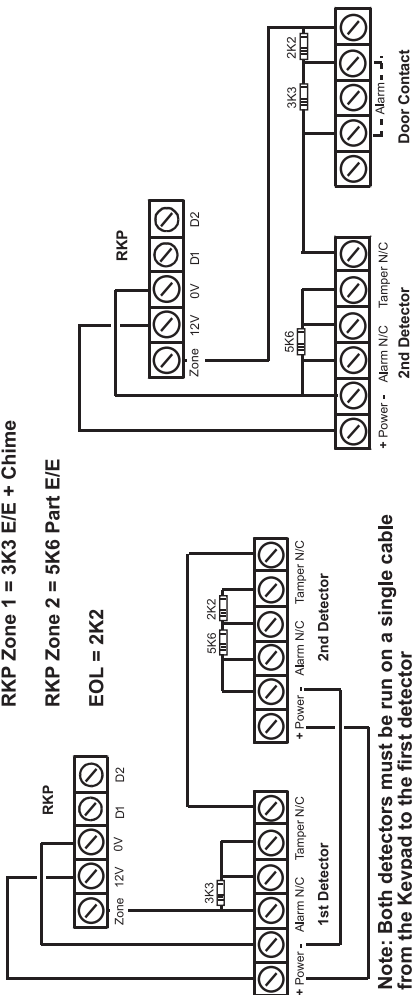 RKP Zone 1 = 3K3 E/E + Chime
RKP Zone 2 = 5K6 Part E/E
EOL = 2K2
RKP
Zone 12V 0V D1 D2
3K3
+ Power - Alarm N/C Tamper N/C
1st Detector
5K6 2K2
+ Power - Alarm N/C Tamper N/C
2nd Detector
Note: Both detectors must be run on a single cable
from the Keypad to the first detector
RKP
Zone 12V 0V D1 D2
5K6
+ Power - Alarm N/C Tamper N/C
2nd Detector
3K3 2K2
Alarm
Door Contact